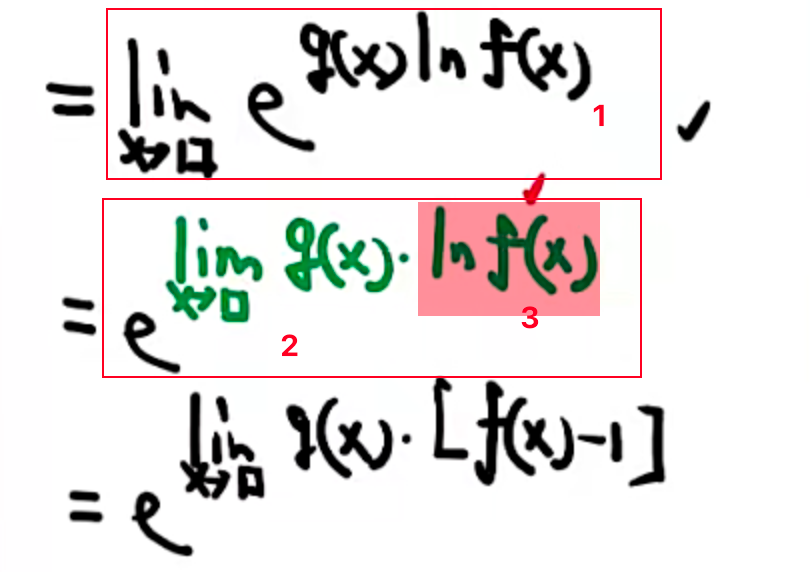 = lim x→□ e^{g(x) ln f(x)} 1 ✓
= e^{lim x→□ g(x)· ln f(x)} 2 3 ✓
= e^{lim x→□ g(x)· [f(x)-1]}